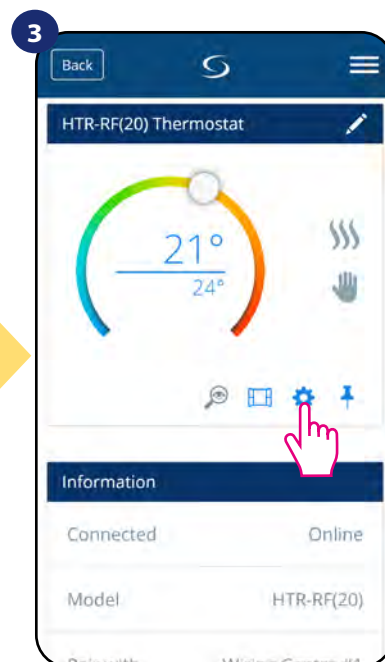 3
Back
HTR-RF(20) Thermostat
21°
24°
Information
Connected Online
Model HTR-RF(20)